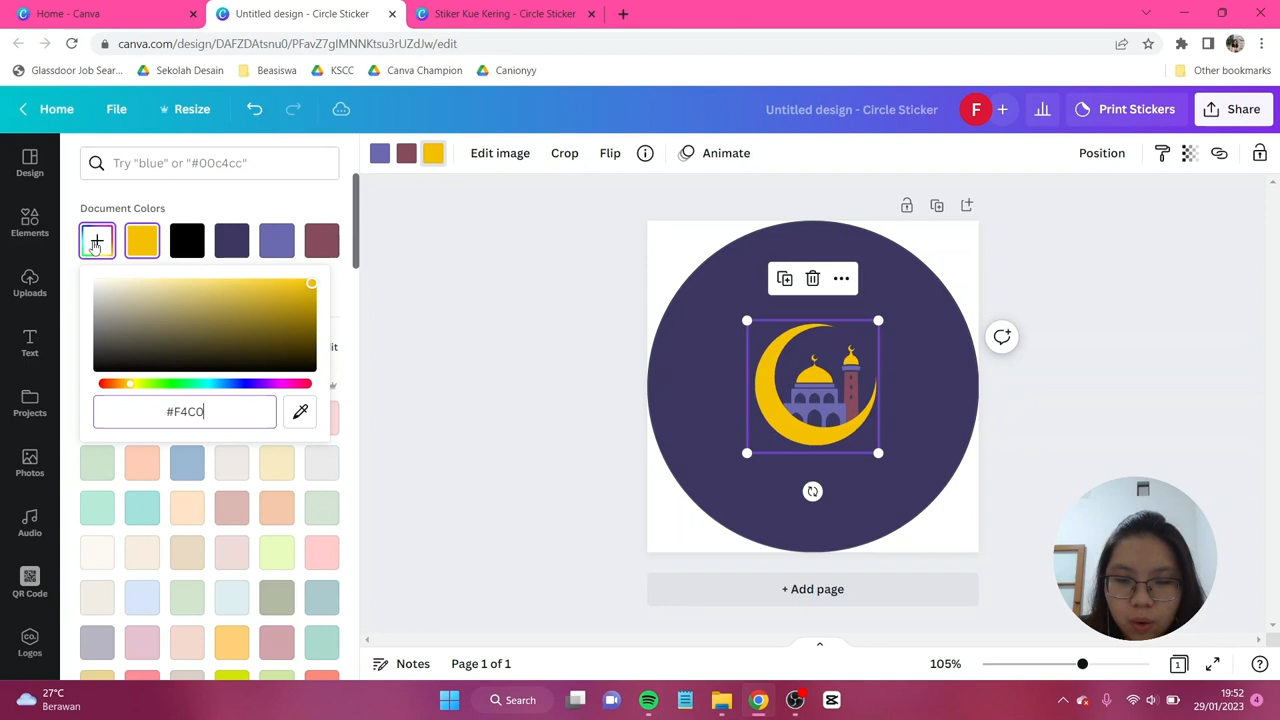 Home - Canva
Untitled design - Circle Sticker
Stiker Kue Kering - Circle Sticker
canva.com/design/DAFZDAtsnu0/PFavZ7gIMNNKtsu3rUZdJw/edit
Glassdoor Job Sear...
Sekolah Desain
Beasiswa
KSCC
Canva Champion
Canionyy
Other bookmarks
Home
File
Resize
Untitled design - Circle Sticker
F
Print Stickers
Share
Design
Elements
Uploads
Text
Projects
Photos
Audio
QR Code
Logos
Try "blue" or "#00c4cc"
Document Colors
#F4C0
Edit image
Crop
Flip
Animate
Position
+ Add page
Notes
Page 1 of 1
105%
1
27°C
Berawan
Search
19:52
29/01/2023
4